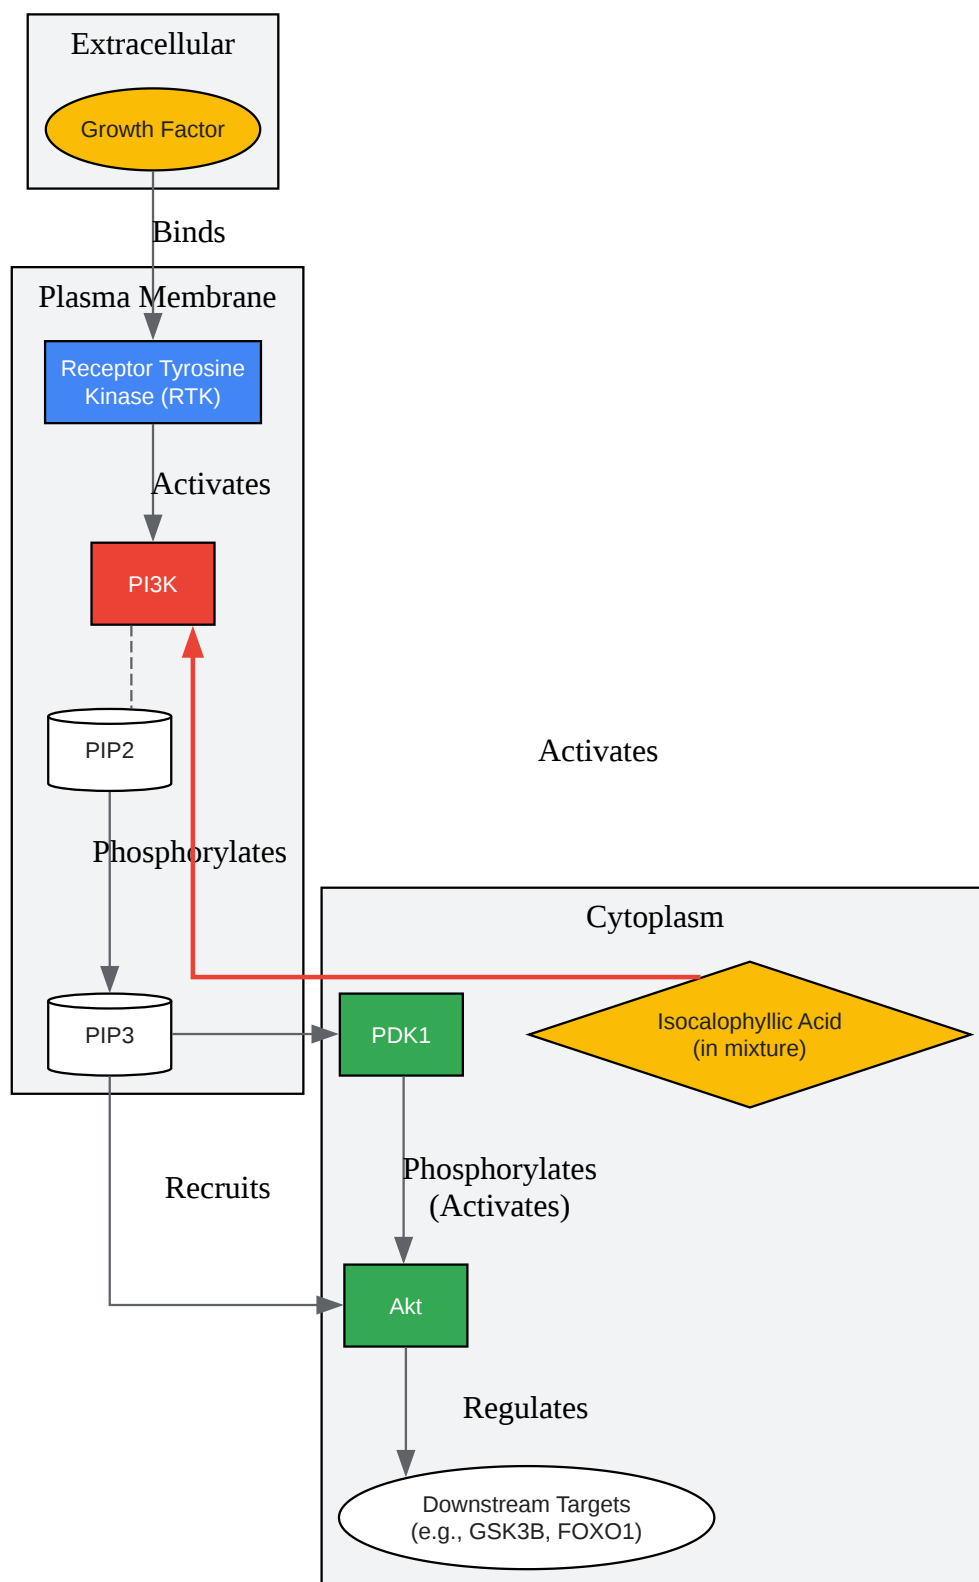 Extracellular
Growth Factor
Binds
Plasma Membrane
Receptor Tyrosine
Kinase (RTK)
Activates
PI3K
PIP2
Activates
Phosphorylates
Cytoplasm
PIP3
PDK1
Isocalophyllic Acid
(in mixture)
Recruits
Phosphorylates
(Activates)
Akt
Regulates
Downstream Targets
(e.g., GSK3B, FOXO1)